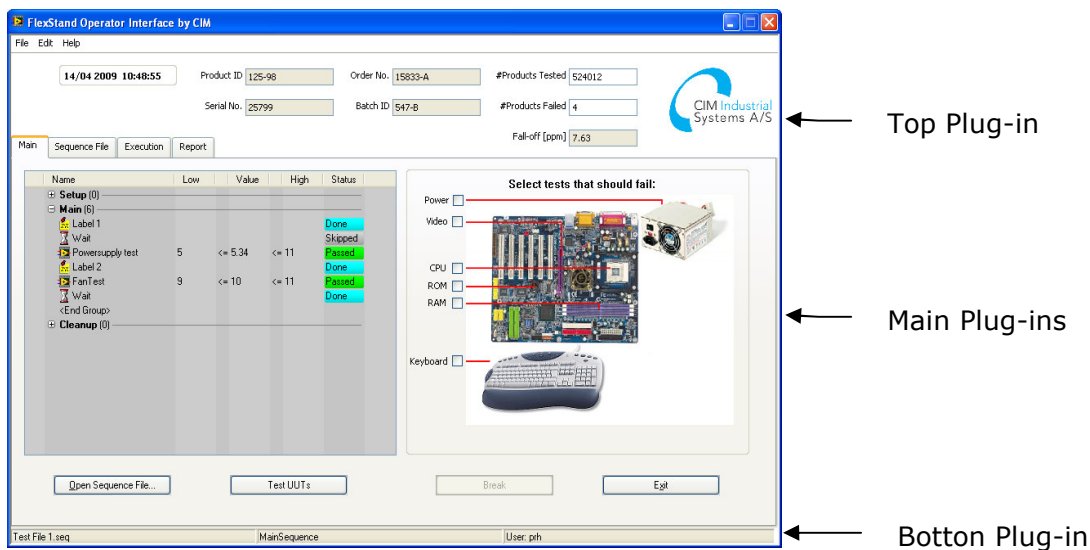 FlexStand Operator Interface by CIM
File Edit Help
14/04 2009 10:48:55
Product ID 125-98
Order No. 15833-A
#Products Tested 524012
Serial No. 25799
Batch ID 547-B
#Products Failed 4
CIM Industrial
Systems A/S
Fall-off [ppm] 7.63
Top Plug-in
Main Sequence File Execution Report
Name Low Value High Status
Setup (0)
Main (6)
Label 1 Done
Wait Skipped
Powersupply test 5 <= 5.34 <= 11 Passed
Label 2 Done
FanTest 9 <= 10 <= 11 Passed
Wait Done
<End Group>
Cleanup (0)
Select tests that should fail:
Power
Video
CPU
ROM
RAM
Keyboard
Main Plug-ins
Open Sequence File... Test UUTs Break Exit
Test File 1.seq MainSequence User: prh
Botton Plug-in